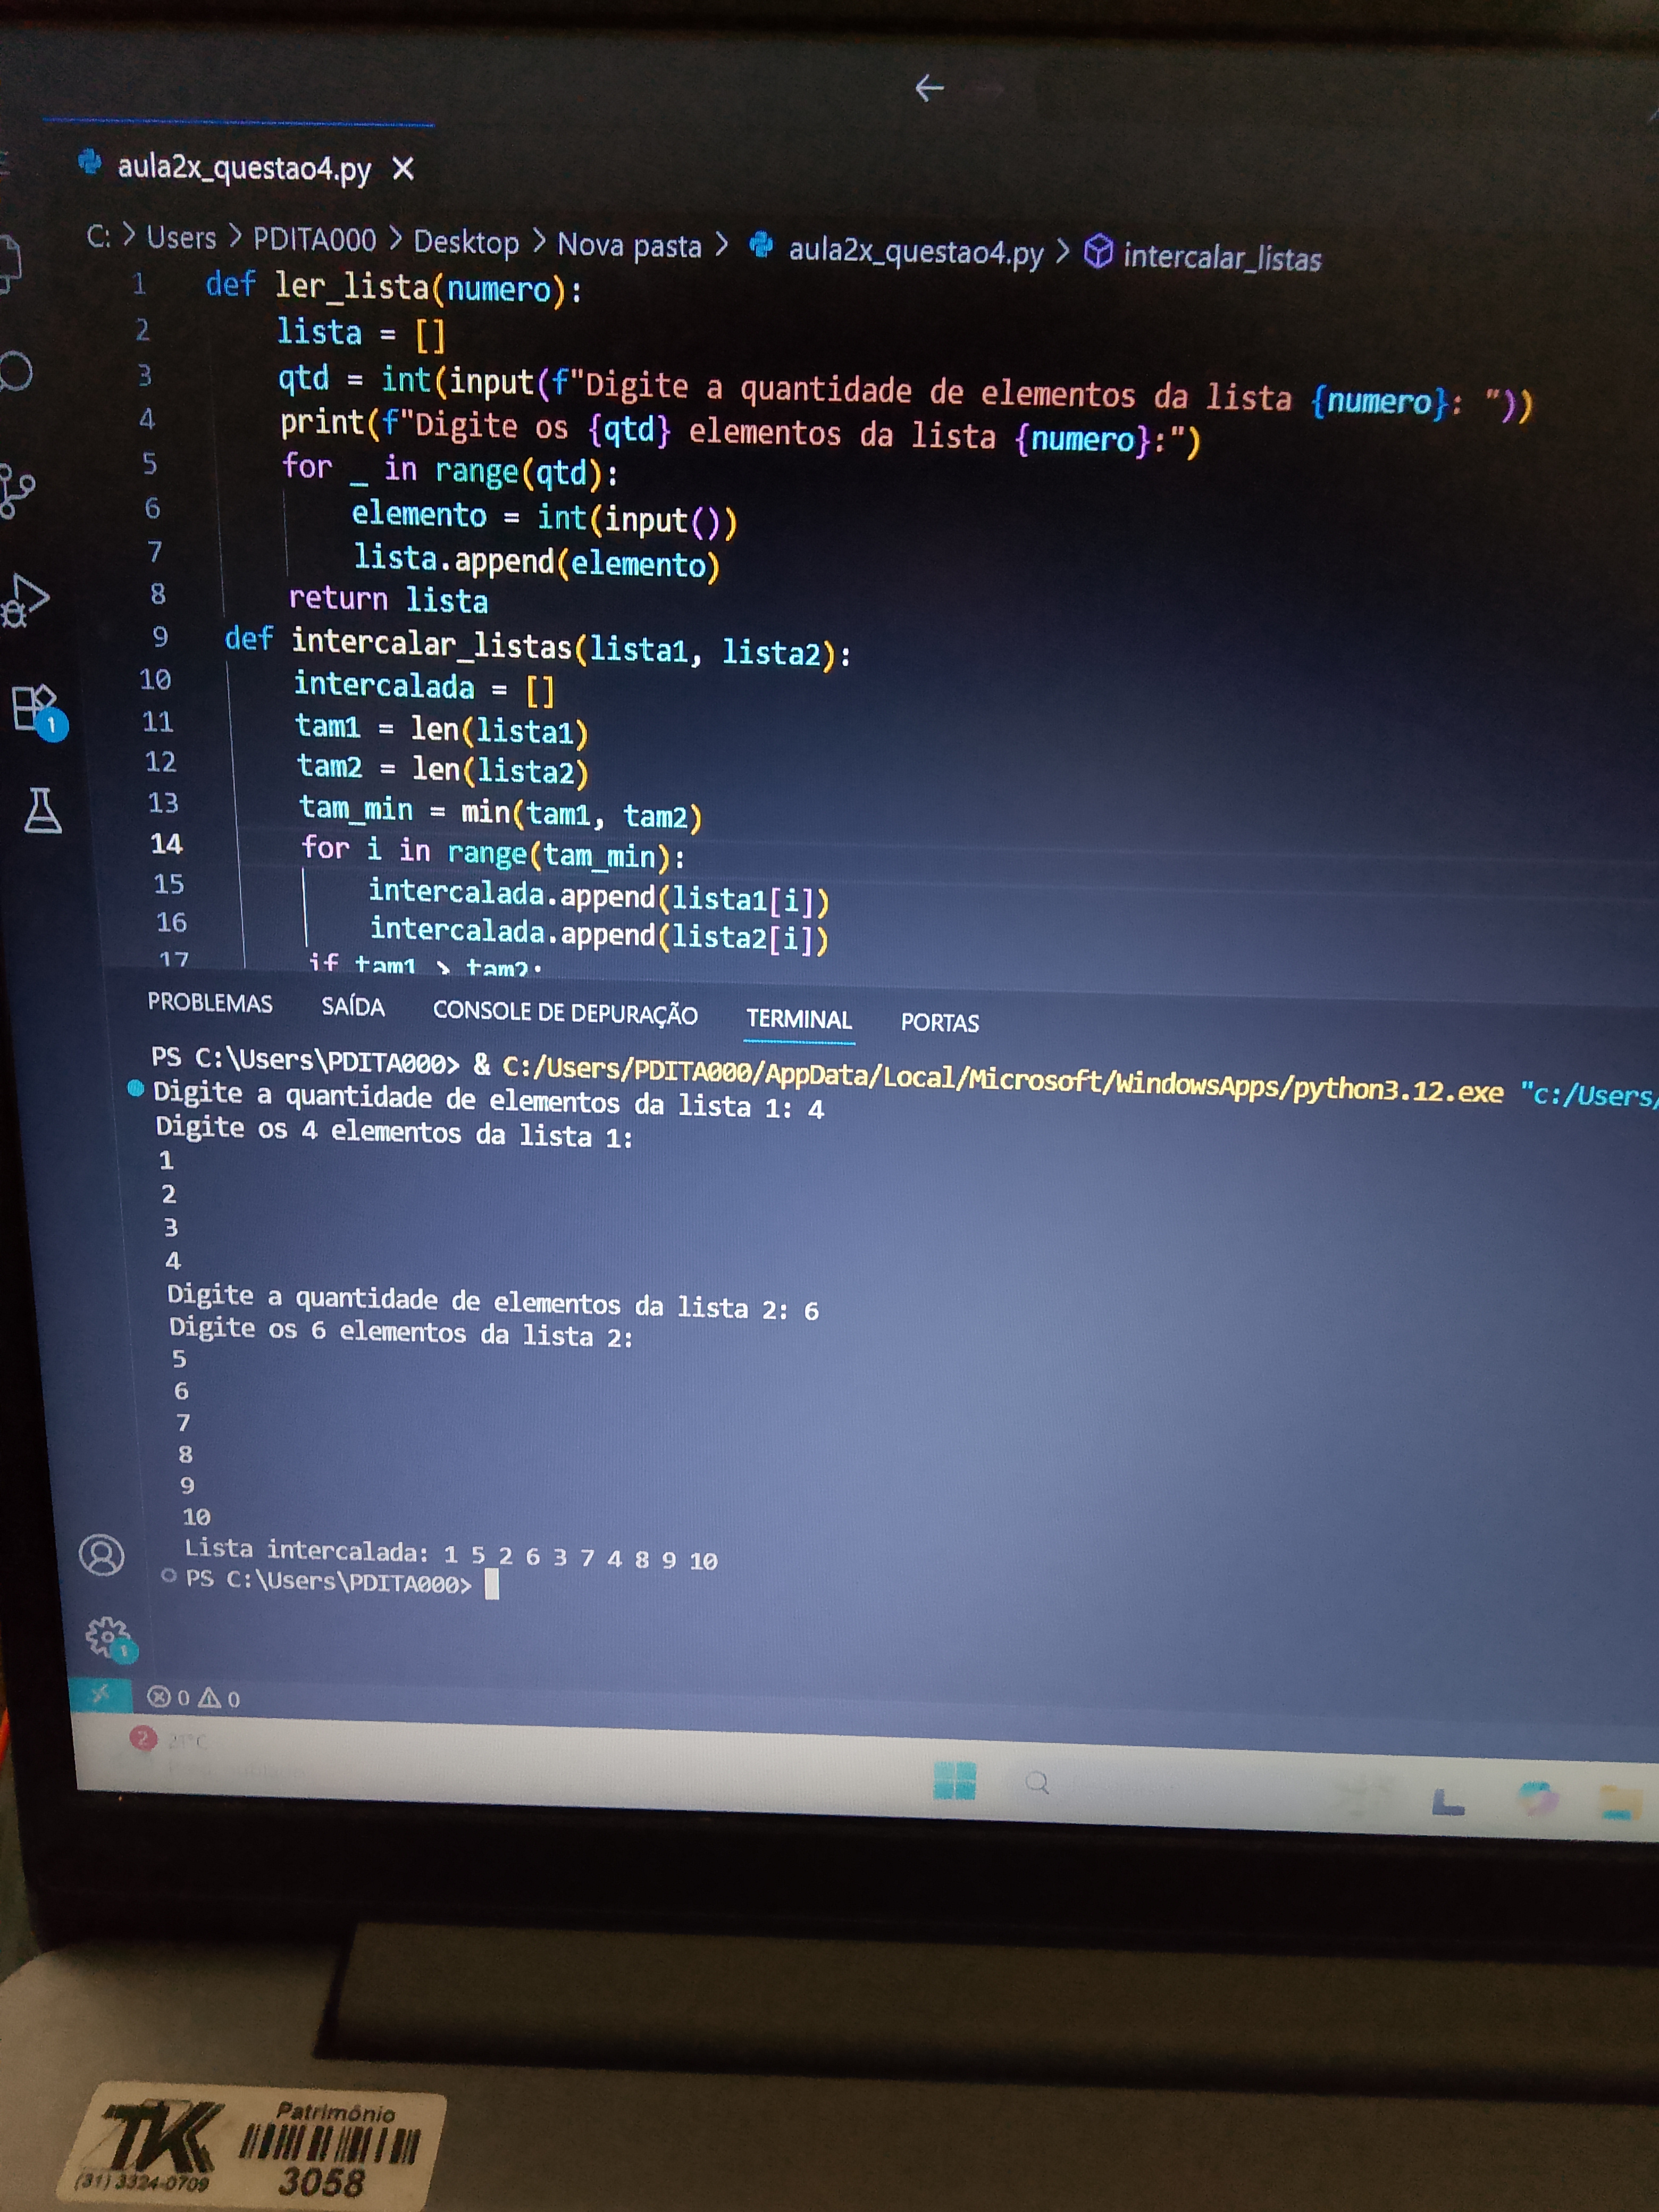 aula2x_questao4.py
C: > Users > PDITA000 > Desktop > Nova pasta > aula2x_questao4.py > intercalar_listas
1 def ler_lista(numero):
2 lista = []
3 qtd = int(input(f"Digite a quantidade de elementos da lista {numero}: "))
4 print(f"Digite os {qtd} elementos da lista {numero}:")
5 for _ in range(qtd):
6 elemento = int(input())
7 lista.append(elemento)
8 return lista
9 def intercalar_listas(lista1, lista2):
10 intercalada = []
11 tam1 = len(lista1)
12 tam2 = len(lista2)
13 tam_min = min(tam1, tam2)
14 for i in range(tam_min):
15 intercalada.append(lista1[i])
16 intercalada.append(lista2[i])
17 if tam1 > tam2:
PROBLEMAS SAÍDA CONSOLE DE DEPURAÇÃO TERMINAL PORTAS
PS C:\Users\PDITA000> & C:/Users/PDITA000/AppData/Local/Microsoft/WindowsApps/python3.12.exe "c:/Users/
Digite a quantidade de elementos da lista 1: 4
Digite os 4 elementos da lista 1:
1
2
3
4
Digite a quantidade de elementos da lista 2: 6
Digite os 6 elementos da lista 2:
5
6
7
8
9
10
Lista intercalada: 1 5 2 6 3 7 4 8 9 10
PS C:\Users\PDITA000>
1
1
0 0
2
TK
Patrimônio
(31) 3324-0709
3058